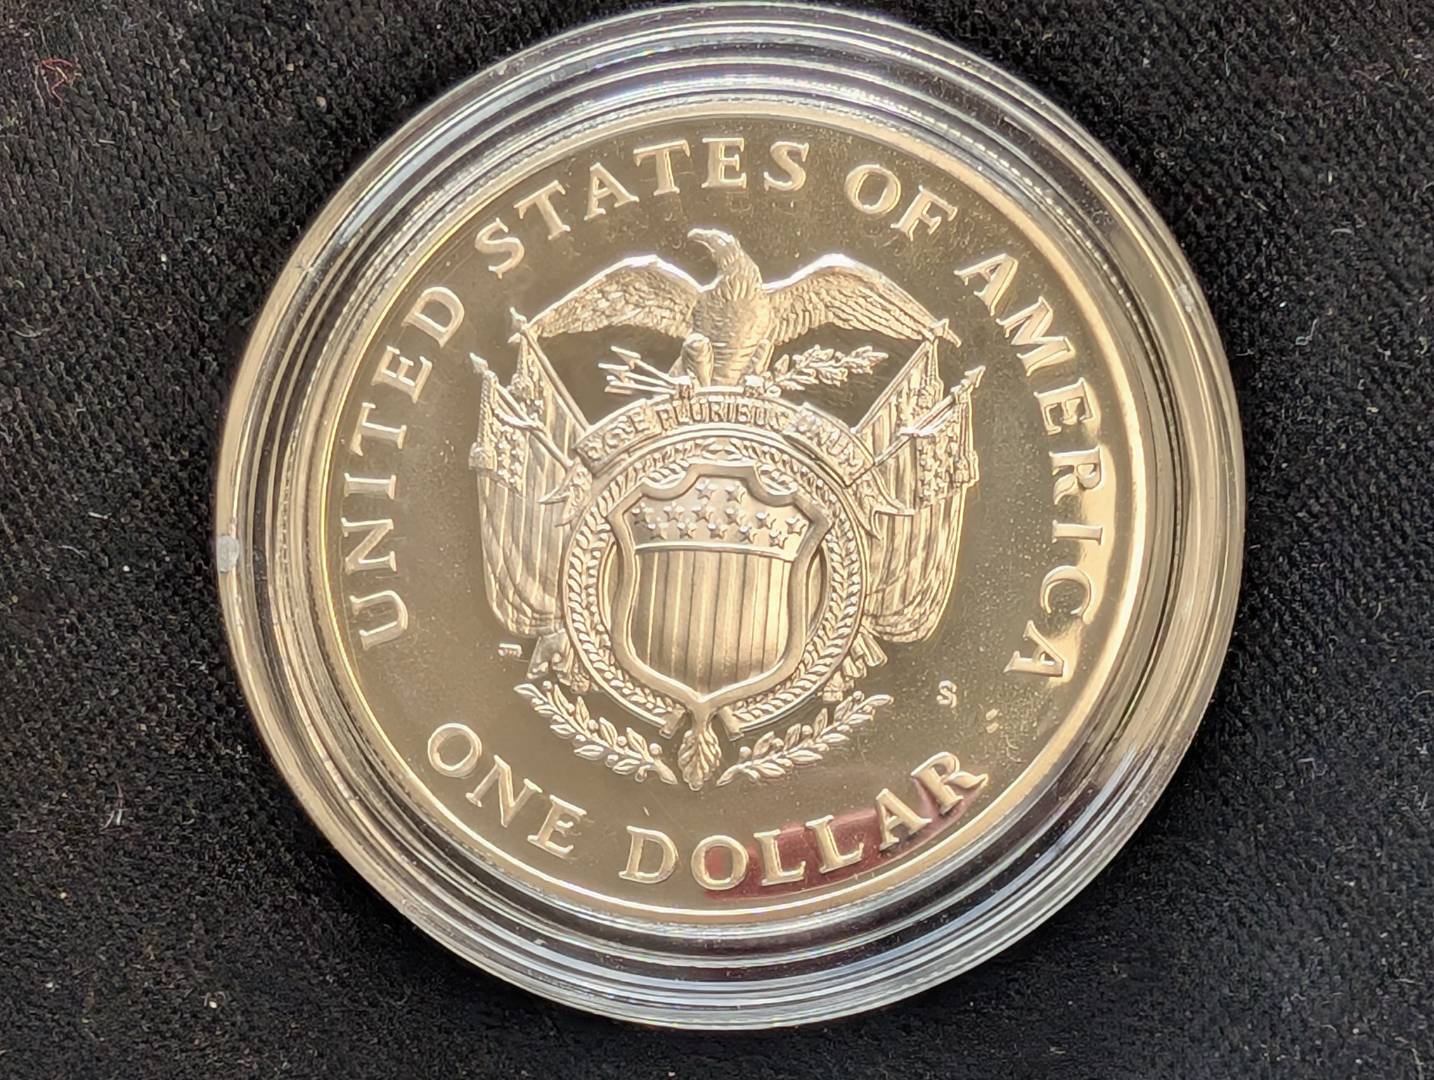 UNITED STATES OF AMERICA
E PLURIBUS UNUM
S
ONE DOLLAR